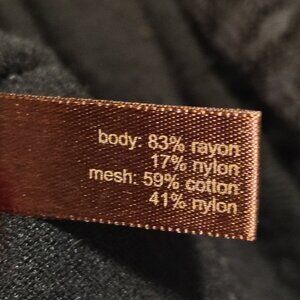 body: 83% rayon
17% nylon
mesh: 59% cotton
41% nylon